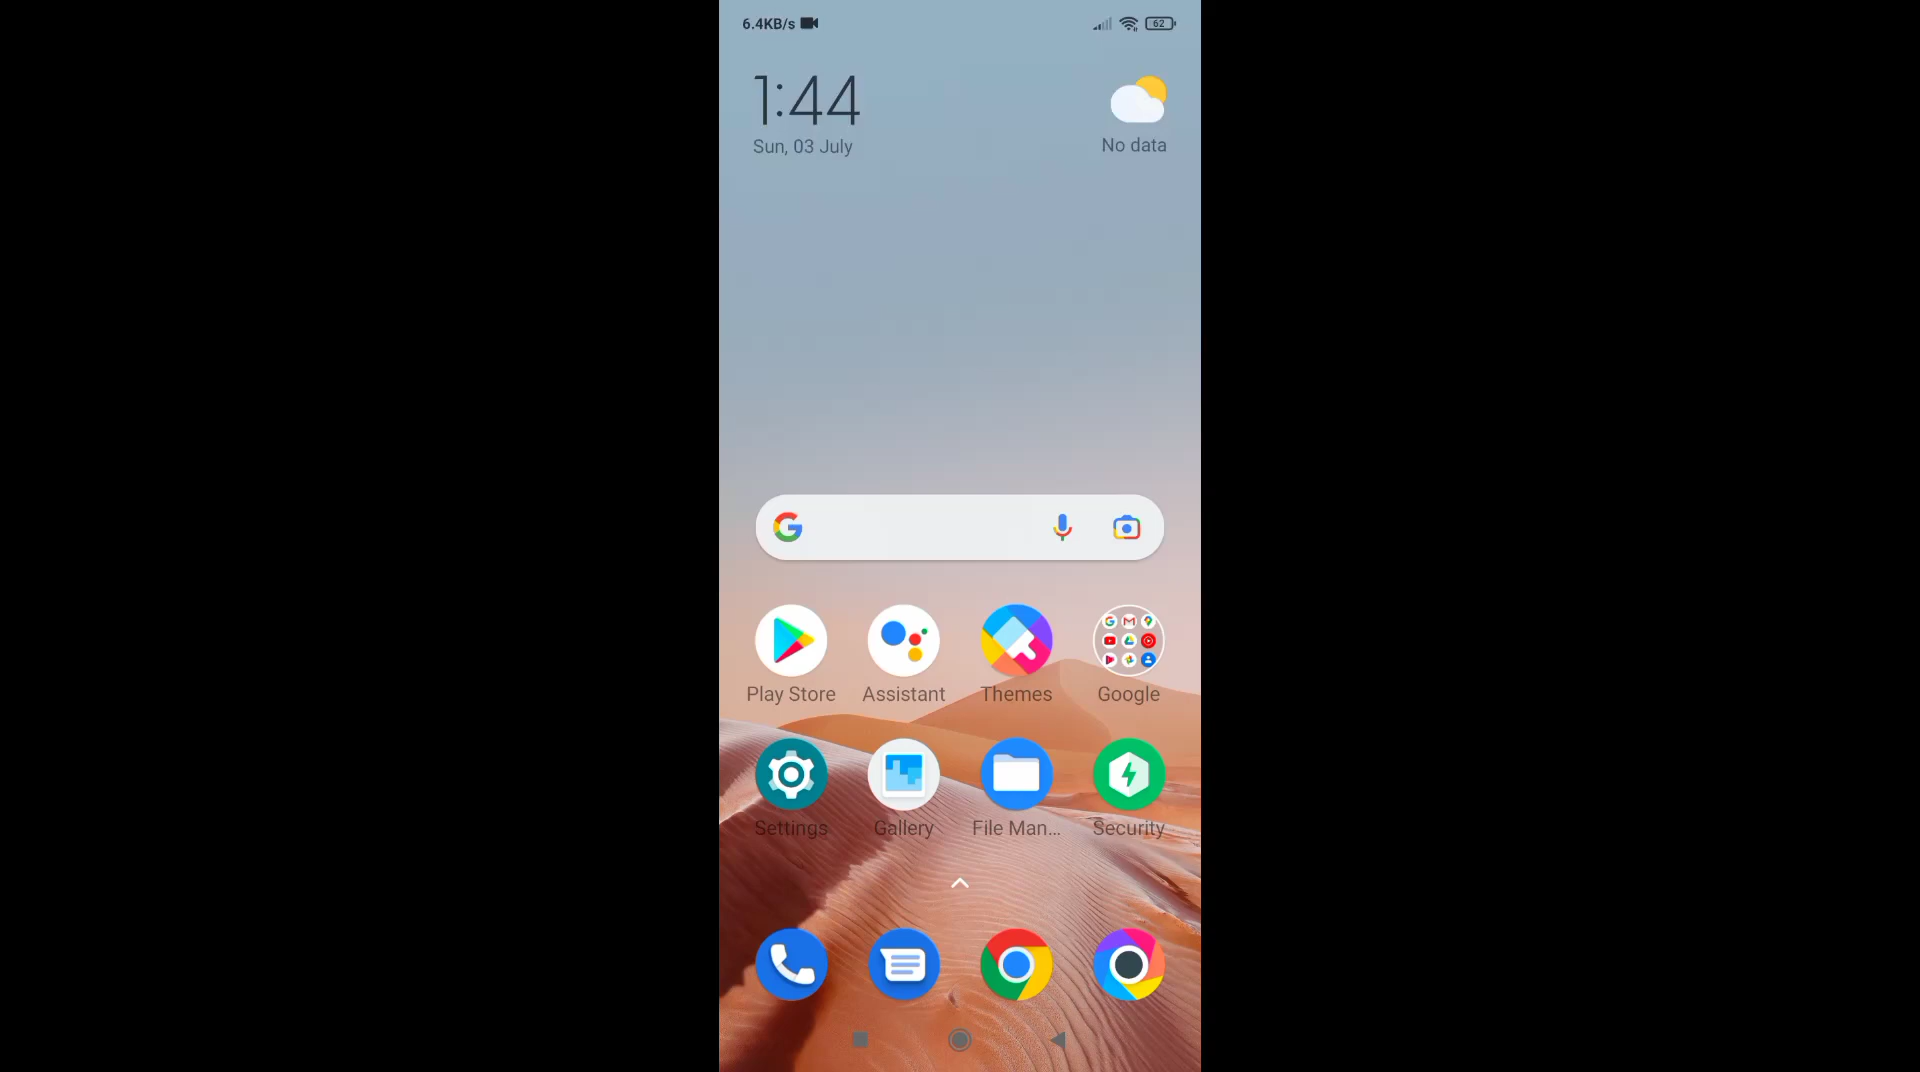 6.4KB/s
62
1:44
Sun, 03 July
No data
Play Store
Assistant
Themes
Google
Settings
Gallery
File Man...
Security